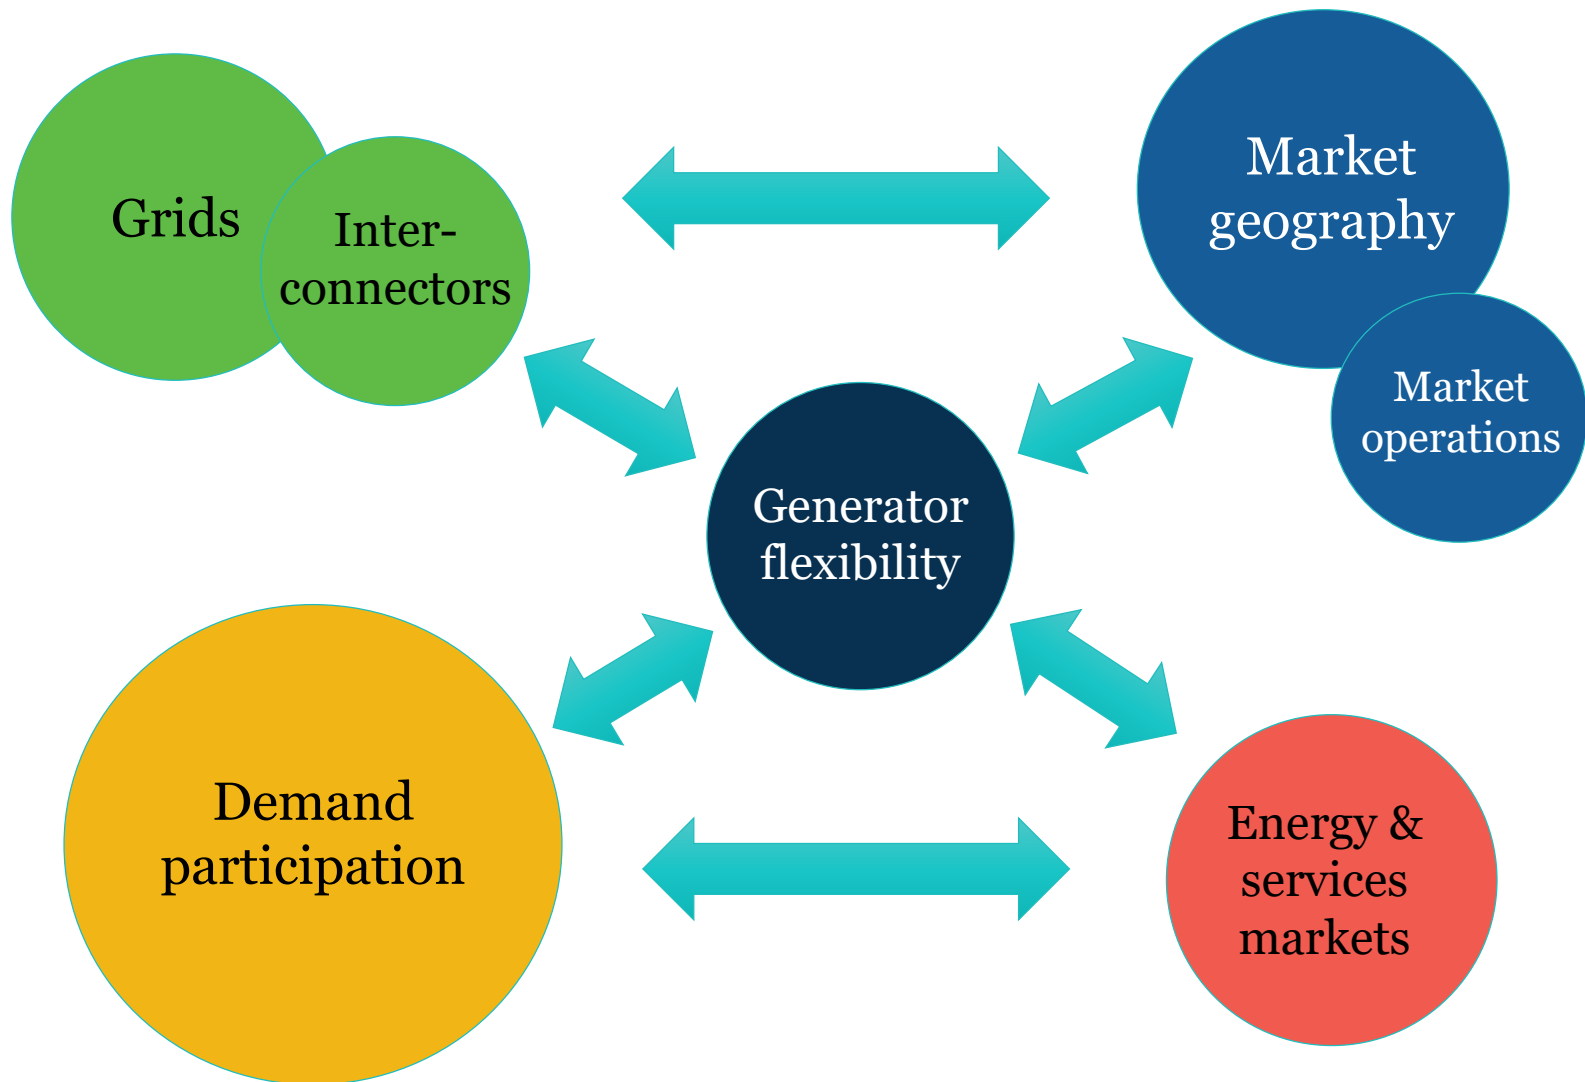 Grids
Inter-
connectors
Market
geography
Market
operations
Generator
flexibility
Demand
participation
Energy &
services
markets